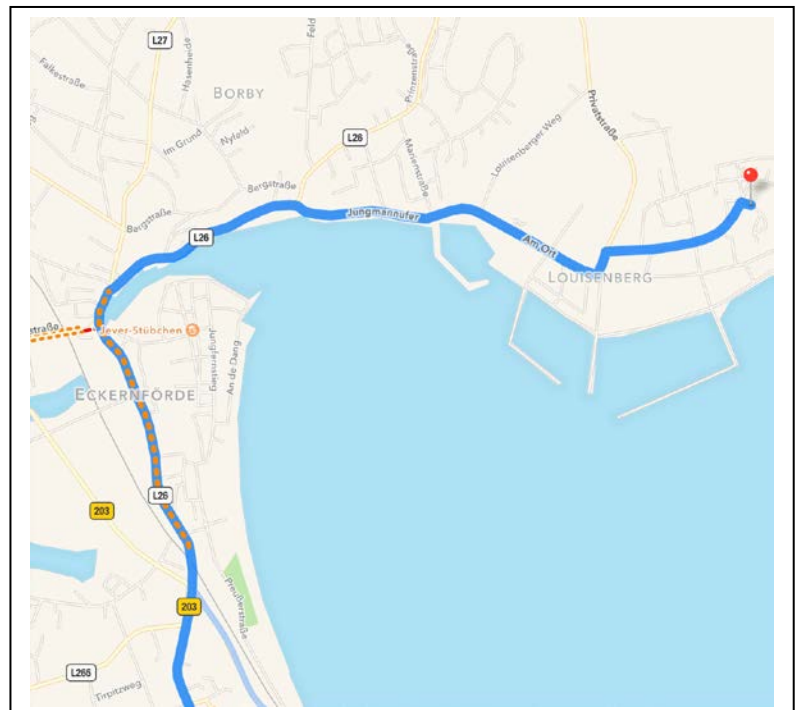 L27
Feld
Hasenheide
Falkestraße
BORBY
Prinzenstraße
Im Grund
Nyfeld
L26
Marienstraße
Louisenberger Weg
Privatstraße
Bergstraße
Bergstraße
Jungmannufer
L26
Am Ort
LOUISENBERG
straße
Jever-Stübchen
Jungfernstieg
An de Dang
ECKERNFÖRDE
L26
203
203
Preußerstraße
L265
Tirpitzweg